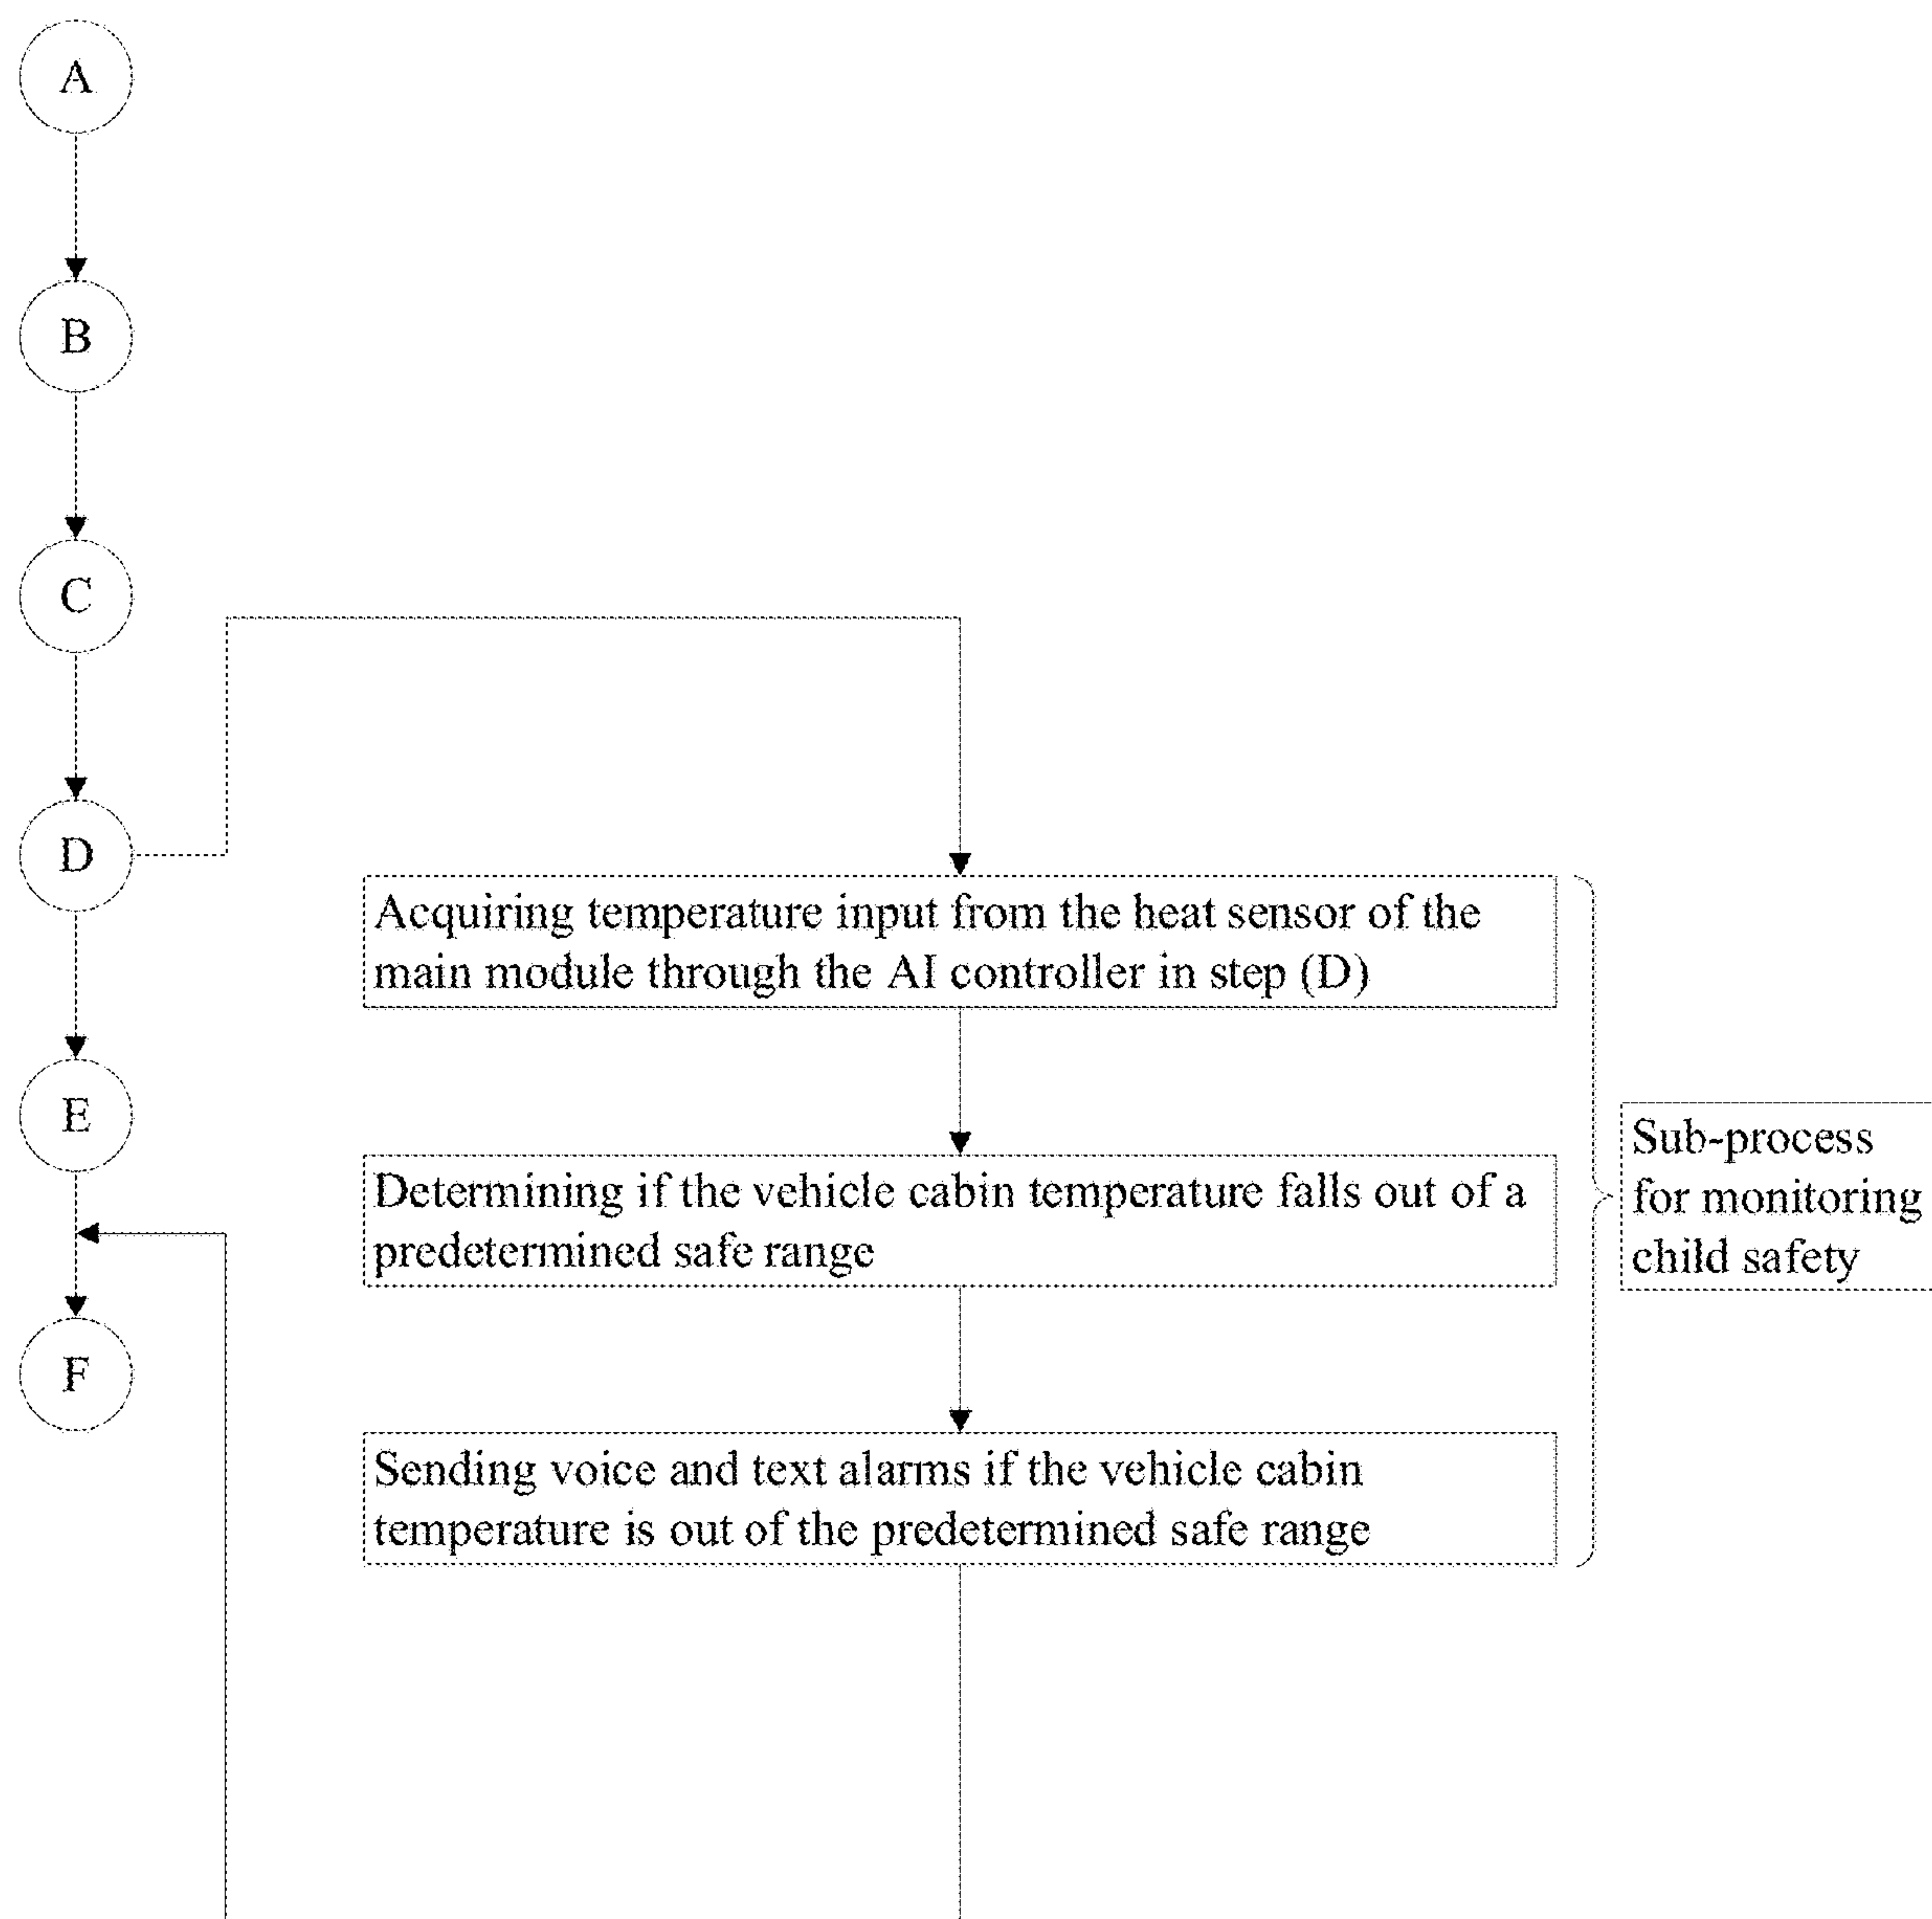 A
B
C
D
E
F
Acquiring temperature input from the heat sensor of the
main module through the AI controller in step (D)
Determining if the vehicle cabin temperature falls out of a
predetermined safe range
Sending voice and text alarms if the vehicle cabin
temperature is out of the predetermined safe range
Sub-process
for monitoring
child safety